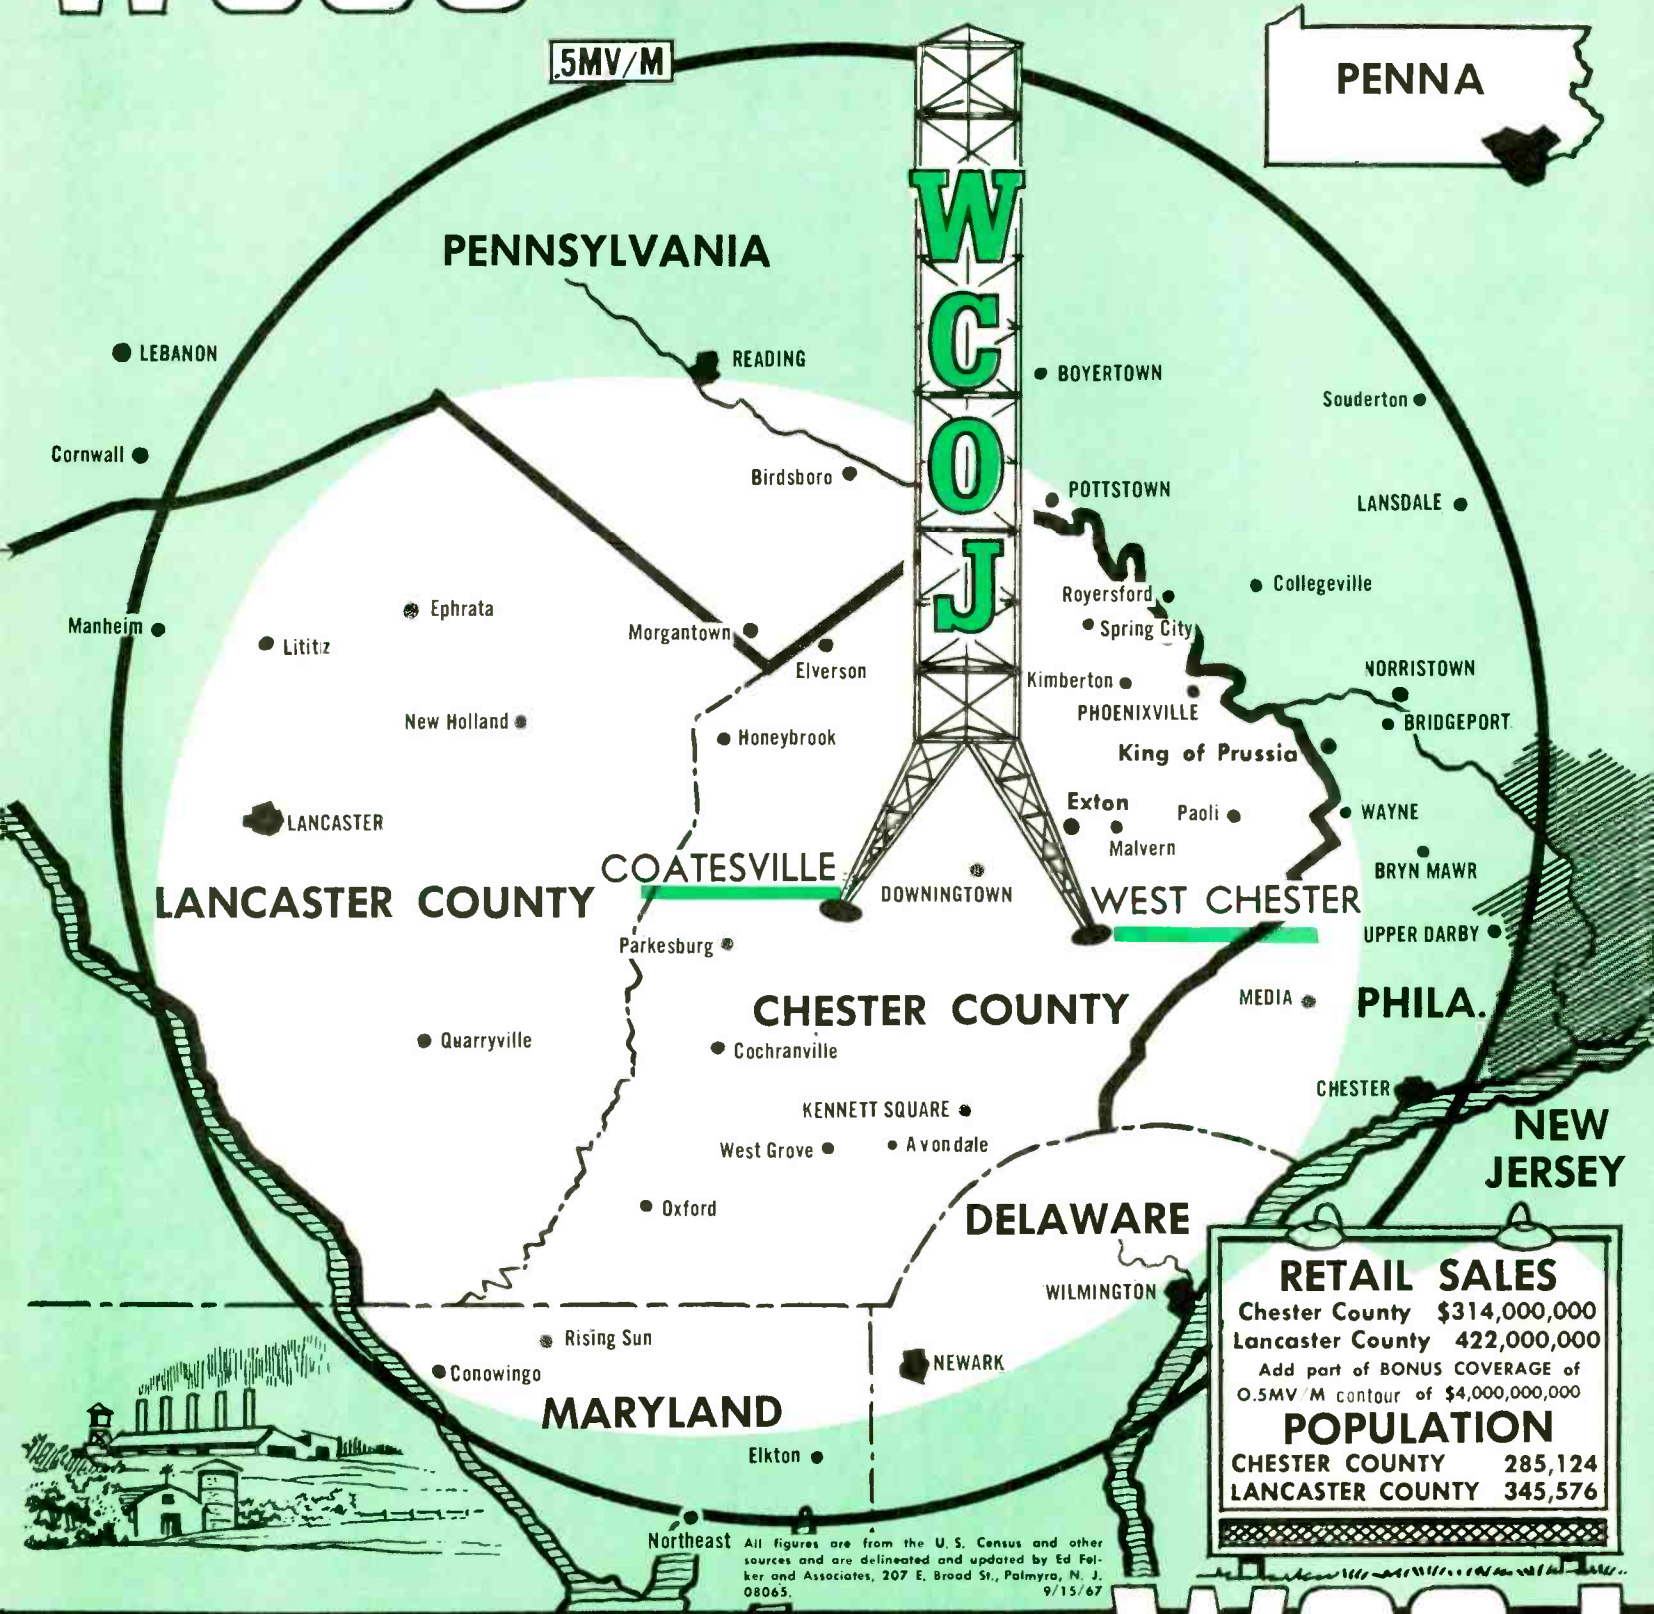 .5MV/M
PENNA
W
C
O
J
PENNSYLVANIA
LEBANON
READING
BOYERTOWN
Souderton
Cornwall
Birdsboro
POTTSTOWN
LANSDALE
Royersford
Collegeville
Manheim
Ephrata
Lititz
Morgantown
Spring City
Elverson
Kimberton
NORRISTOWN
PHOENIXVILLE
New Holland
Honeybrook
BRIDGEPORT
King of Prussia
LANCASTER
Exton
Paoli
WAYNE
Malvern
COATESVILLE
BRYN MAWR
LANCASTER COUNTY
DOWNINGTOWN
WEST CHESTER
UPPER DARBY
Parkesburg
CHESTER COUNTY
MEDIA
PHILA.
Quarryville
Cochranville
CHESTER
KENNETT SQUARE
West Grove
Avondale
NEW
JERSEY
Oxford
DELAWARE
WILMINGTON
Rising Sun
Conowingo
NEWARK
MARYLAND
Elkton
Northeast
RETAIL SALES
Chester County $314,000,000
Lancaster County 422,000,000
Add part of BONUS COVERAGE of
0.5MV/M contour of $4,000,000,000
POPULATION
CHESTER COUNTY 285,124
LANCASTER COUNTY 345,576
All figures are from the U.S. Census and other
sources and are delineated and updated by Ed Fel-
ker and Associates, 207 E. Broad St., Palmyra, N. J.
08065. 9/15/67